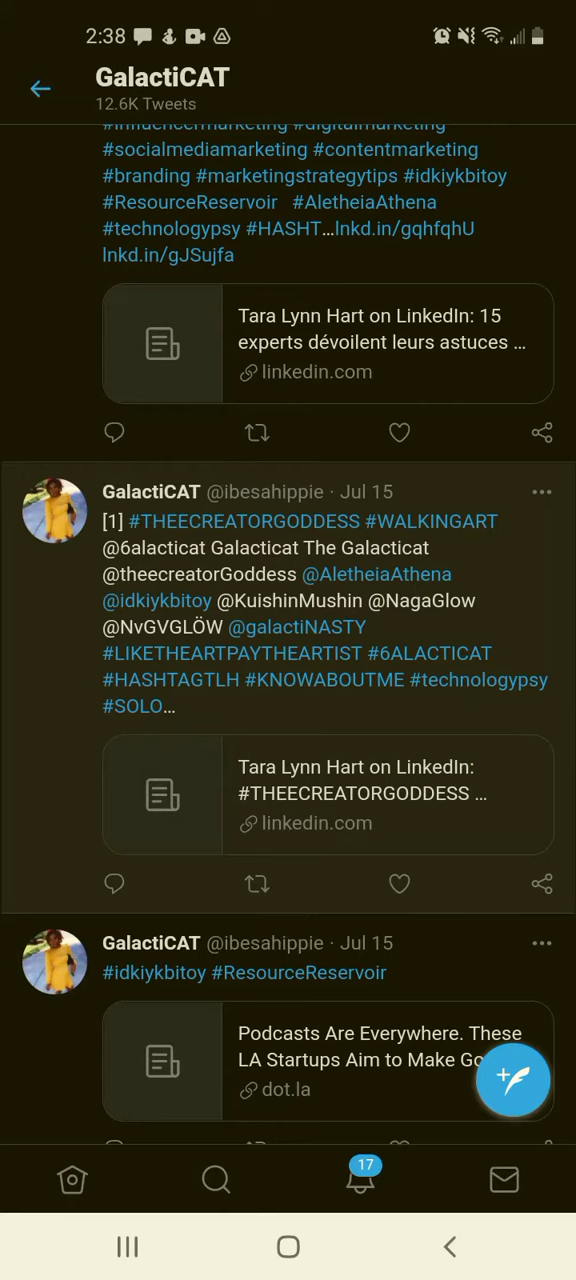 2:38
GalactiCAT
12.6K Tweets
#influencermarketing #digitalmarketing
#socialmediamarketing #contentmarketing
#branding #marketingstrategytips #idkiykbitoy
#ResourceReservoir #AletheiaAthena
#technologypsy #HASHT…lnkd.in/gqhfqhU
lnkd.in/gJSujfa
Tara Lynn Hart on LinkedIn: 15
experts dévoilent leurs astuces …
linkedin.com
GalactiCAT @ibesahippie · Jul 15
[1] #THEECREATORGODDESS #WALKINGART
@6alacticat Galacticat The Galacticat
@theecreatorGoddess @AletheiaAthena
@idkiykbitoy @KuishinMushin @NagaGlow
@NvGVGLÖW @galactiNASTY
#LIKETHEARTPAYTHEARTIST #6ALACTICAT
#HASHTAGTLH #KNOWABOUTME #technologypsy
#SOLO…
Tara Lynn Hart on LinkedIn:
#THEECREATORGODDESS …
linkedin.com
GalactiCAT @ibesahippie · Jul 15
#idkiykbitoy #ResourceReservoir
Podcasts Are Everywhere. These
LA Startups Aim to Make
dot.la
17